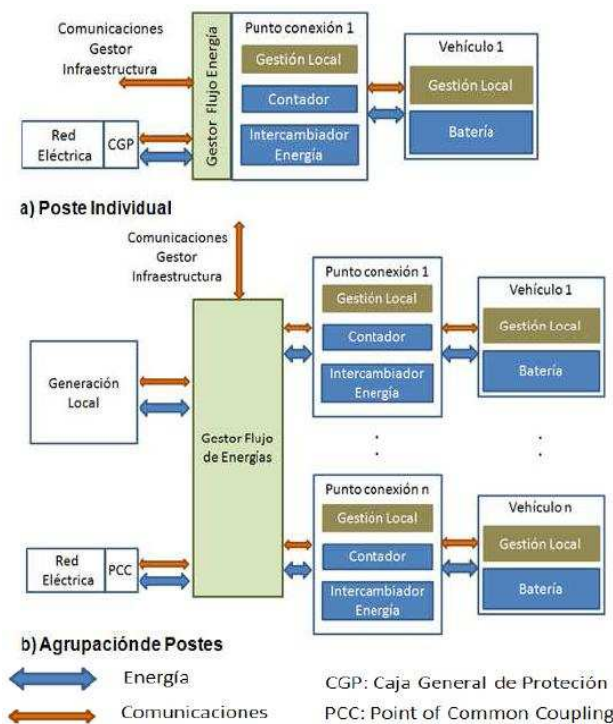 Comunicaciones
Gestor
Infraestructura
Red
Eléctrica
CGP
Gestor Flujo Energía
Punto conexión 1
Gestión Local
Contador
Intercambiador
Energía
Vehículo 1
Gestión Local
Batería
a) Poste Individual
Comunicaciones
Gestor
Infraestructura
Generación
Local
Red
Eléctrica
PCC
Gestor Flujo
de Energías
Punto conexión 1
Gestión Local
Contador
Intercambiador
Energía
Vehículo 1
Gestión Local
Batería
Punto conexión n
Gestión Local
Contador
Intercambiador
Energía
Vehículo n
Gestión Local
Batería
b) Agrupación de Postes
Energía
CGP: Caja General de Proteción
Comunicaciones
PCC: Point of Common Coupling